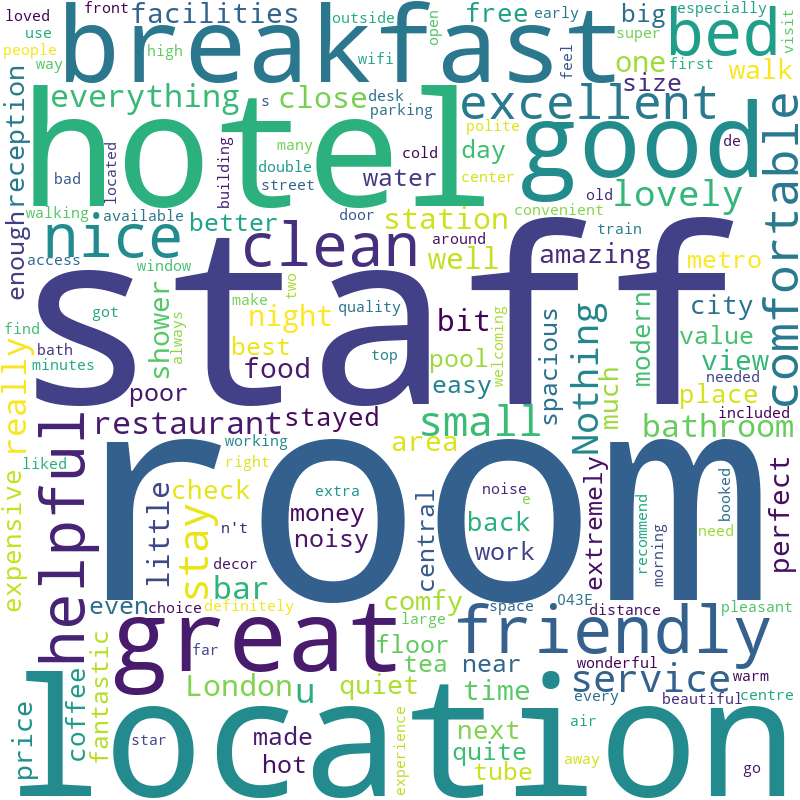 loved
front
facilities
free
early
big
especially
use
outside
breakfast
bed
visit
people
way
high
wifi
open
feel
super
one
first
walk
size
everything
close
desk
parking
s
excellent
enough
reception
hotel
good
comfortable
polite
many
cold
de
bad
located
building
double
street
water
day
center
lovely
walking
available
better
door
station
convenient
old
nice
clean
well
around
amazing
train
metro
access
window
staff
got
make
two
night
quality
bit
city
find
bath
minutes
shower
always
best
top
pool
welcoming
spacious
Nothing
much
modern
value
view
really
poor
food
easy
needed
place
restaurant
stayed
small
included
bathroom
helpful
working
area
liked
right
room
expensive
little
stay
check
n't
extra
money
noisy
decor
noise
e
back
work
central
extremely
recommend
morning
booked
need
perfect
bar
even
choice
definitely
comfy
space
O43E
distance
pleasant
great
large
friendly
far
floor
tea
near
wonderful
service
warm
coffee
fantastic
London
u
quiet
time
every
beautiful
centre
price
location
star
made
hot
experience
next
quite
tube
air
away
go